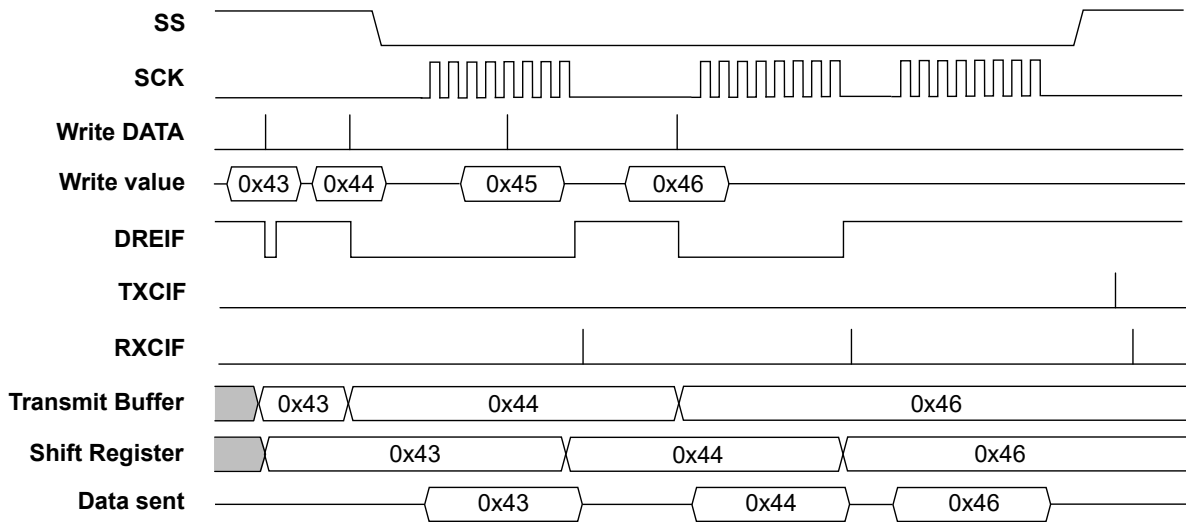 SS
SCK
Write DATA
Write value 0x43 0x44 0x45 0x46
DREIF
TXCIF
RXCIF
Transmit Buffer 0x43 0x44 0x46
Shift Register 0x43 0x44 0x46
Data sent 0x43 0x44 0x46